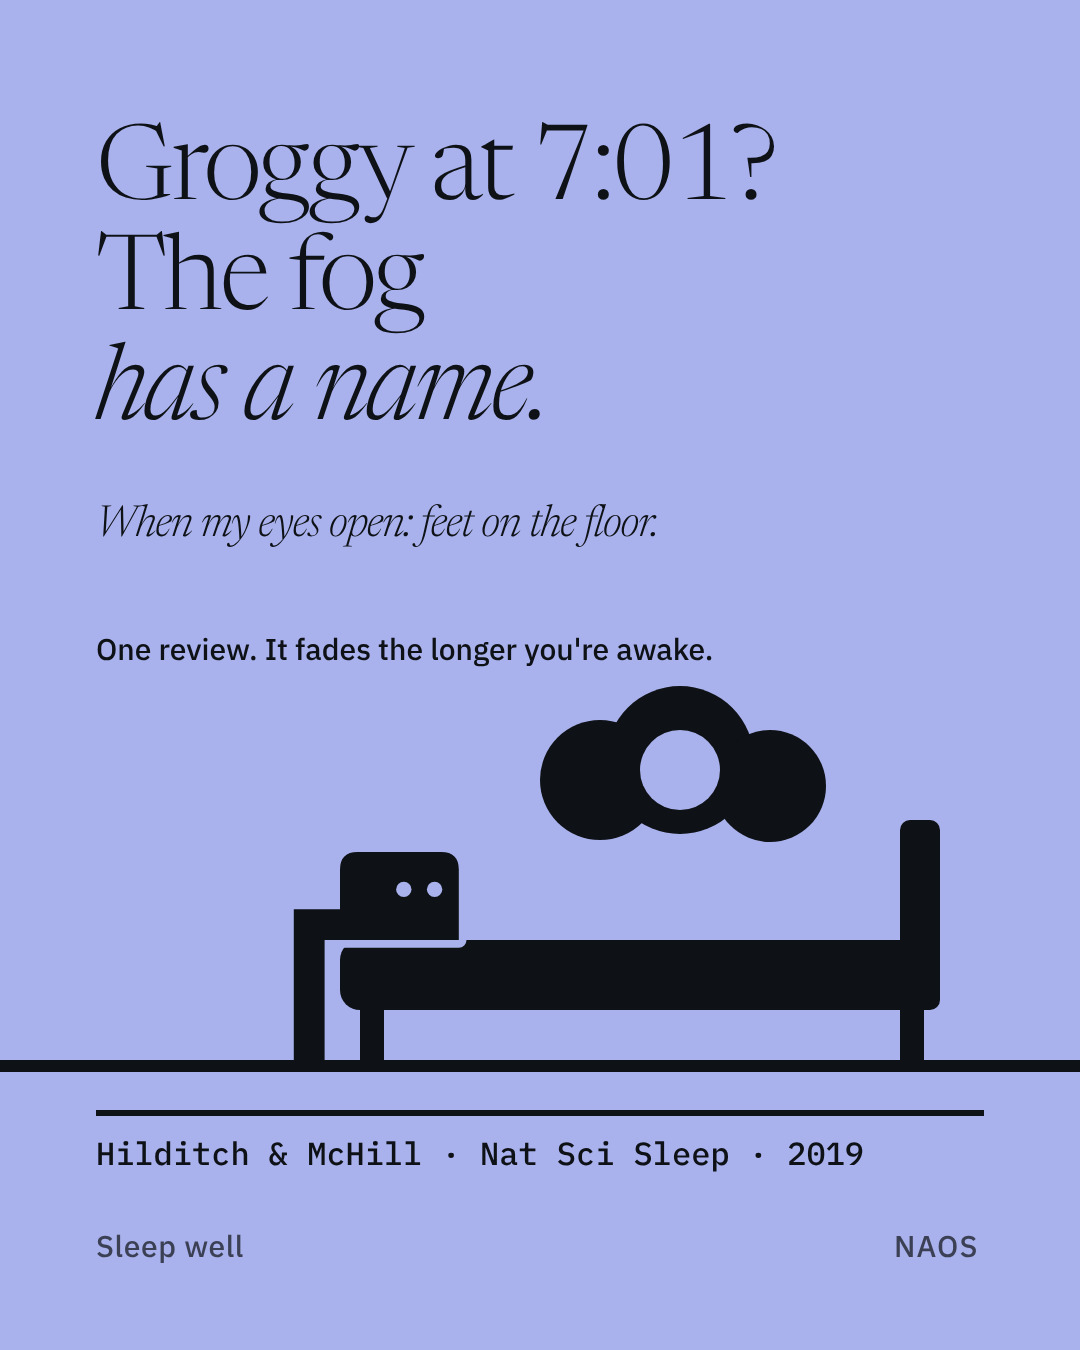 Groggy at 7:01?
The fog
has a name.
When my eyes open: feet on the floor.
One review. It fades the longer you're awake.
Hilditch & McHill · Nat Sci Sleep · 2019
Sleep well
NAOS